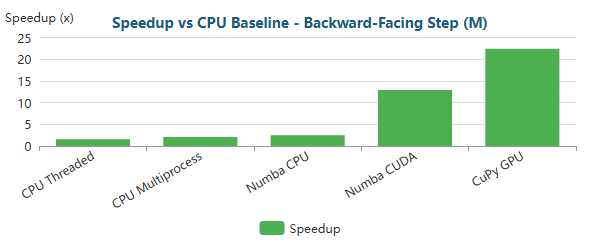 Speedup (x)
Speedup vs CPU Baseline - Backward-Facing Step (M)
25
20
15
10
5
0
CPU Threaded
CPU Multiprocess
Numba CPU
Numba CUDA
CuPy GPU
Speedup